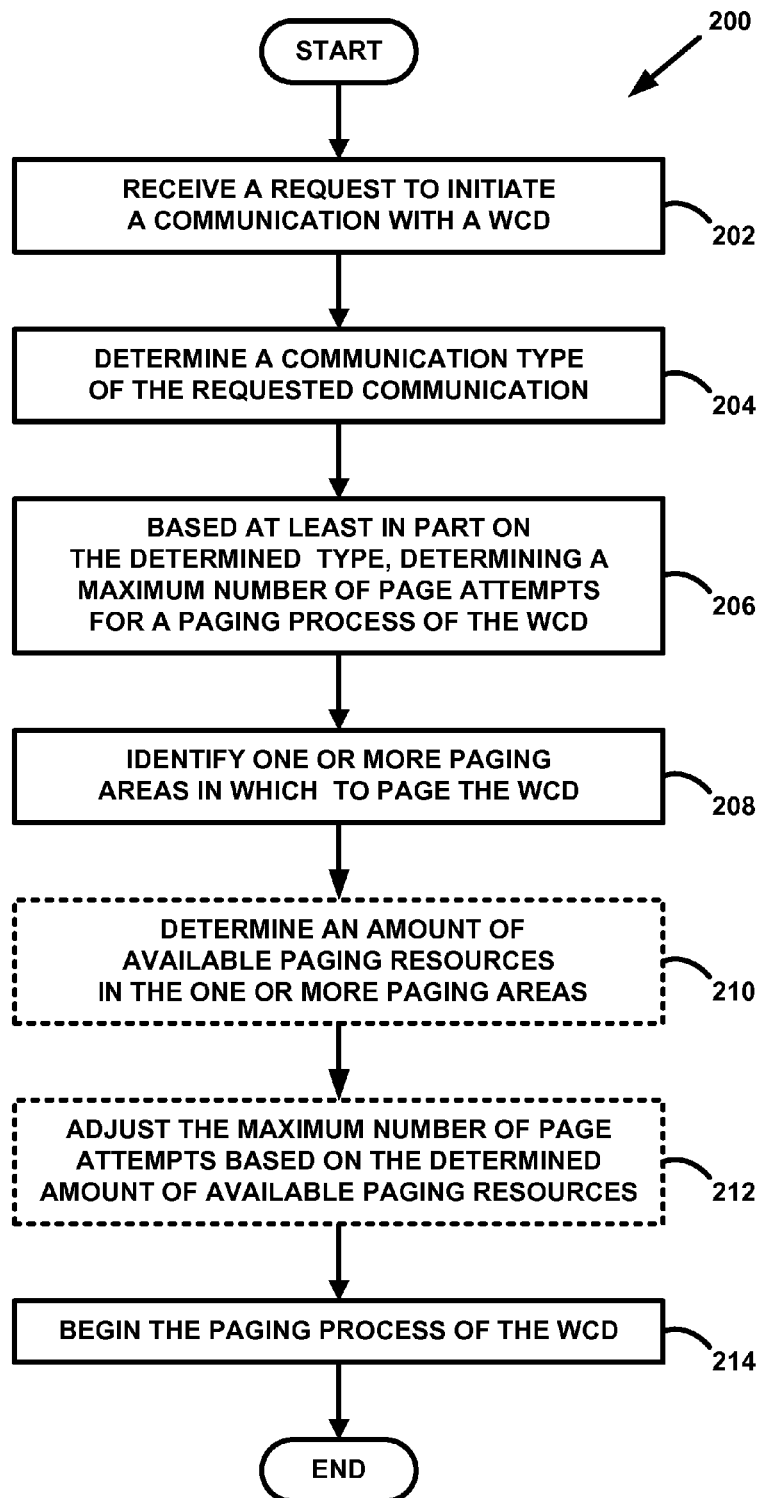 200
START
RECEIVE A REQUEST TO INITIATE
A COMMUNICATION WITH A WCD
202
DETERMINE A COMMUNICATION TYPE
OF THE REQUESTED COMMUNICATION
204
BASED AT LEAST IN PART ON
THE DETERMINED TYPE, DETERMINING A
MAXIMUM NUMBER OF PAGE ATTEMPTS
FOR A PAGING PROCESS OF THE WCD
206
IDENTIFY ONE OR MORE PAGING
AREAS IN WHICH TO PAGE THE WCD
208
DETERMINE AN AMOUNT OF
AVAILABLE PAGING RESOURCES
IN THE ONE OR MORE PAGING AREAS
210
ADJUST THE MAXIMUM NUMBER OF PAGE
ATTEMPTS BASED ON THE DETERMINED
AMOUNT OF AVAILABLE PAGING RESOURCES
212
BEGIN THE PAGING PROCESS OF THE WCD
214
END